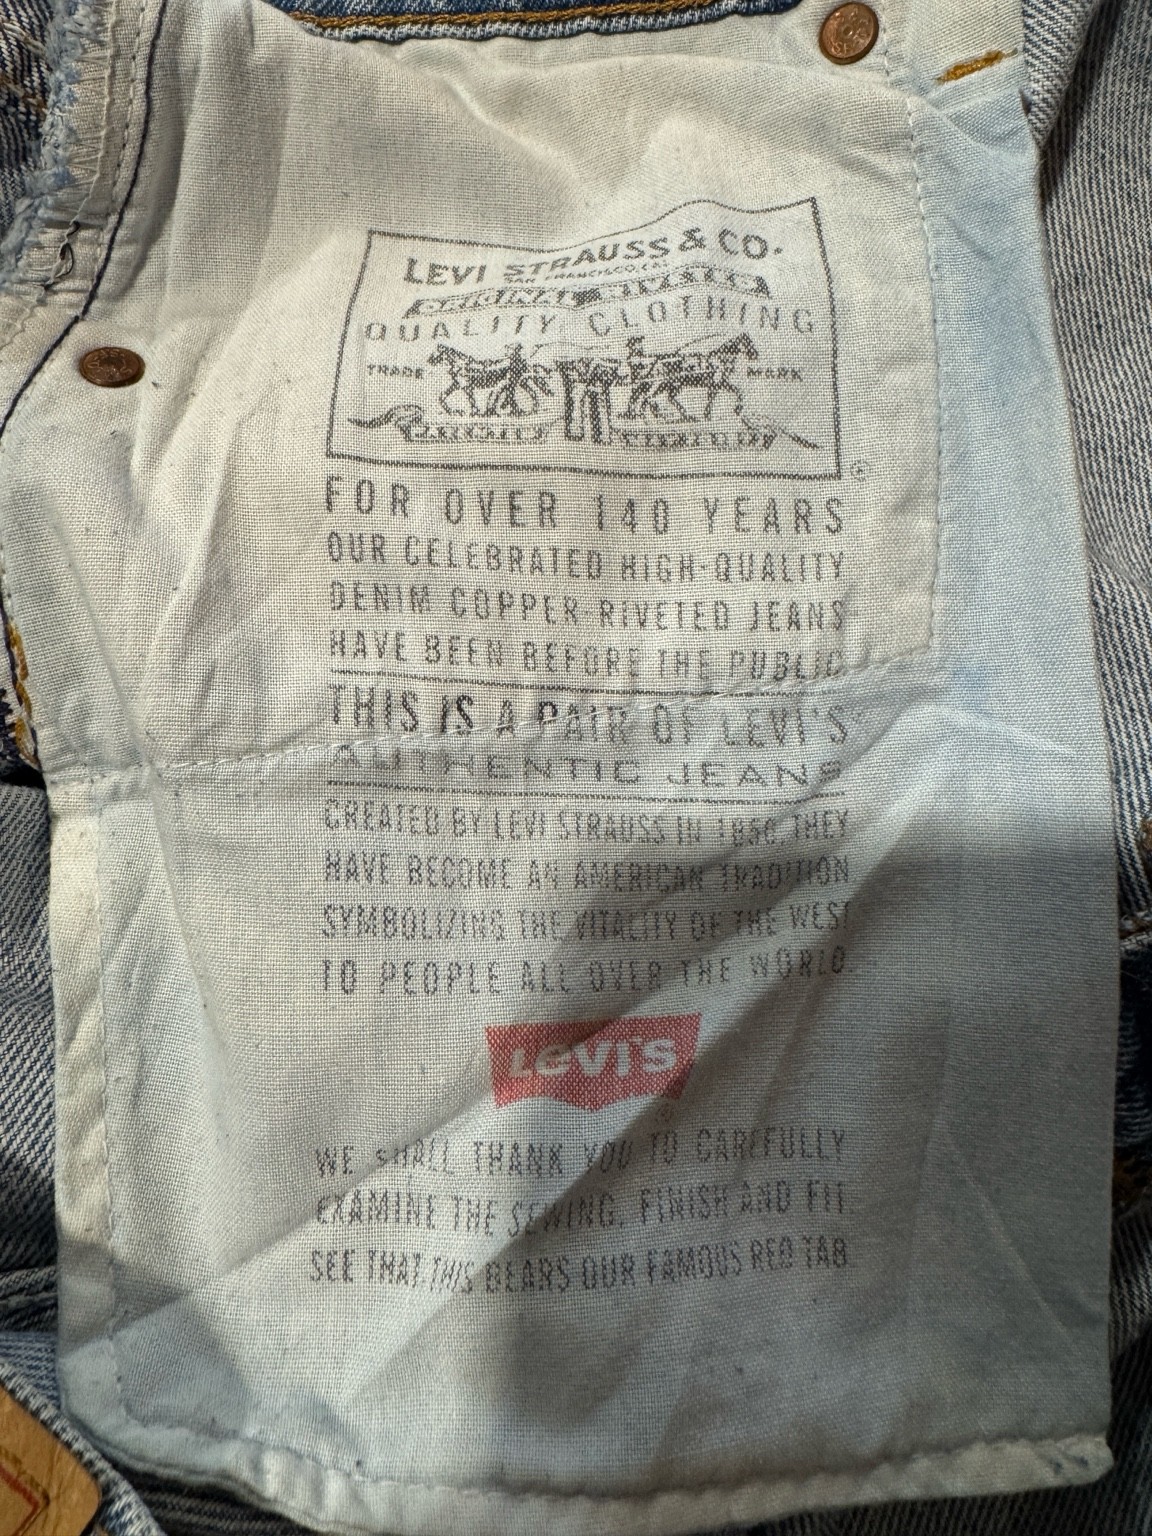 LEVI STRAUSS & CO.
SAN FRANCISCO, CAL.
QUALITY CLOTHING
TRADE MARK
®
FOR OVER 140 YEARS
OUR CELEBRATED HIGH-QUALITY
DENIM COPPER RIVETED JEANS
HAVE BEEN BEFORE THE PUBLIC
THIS IS A PAIR OF LEVI'S
AUTHENTIC JEANS
CREATED BY LEVI STRAUSS IN 1850, THEY
HAVE BECOME AN AMERICAN TRADITION
SYMBOLIZING THE VITALITY OF THE WEST
TO PEOPLE ALL OVER THE WORLD.
LEVI'S
®
WE SHALL THANK YOU TO CAREFULLY
EXAMINE THE SEWING, FINISH AND FIT.
SEE THAT THIS BEARS OUR FAMOUS RED TAB.